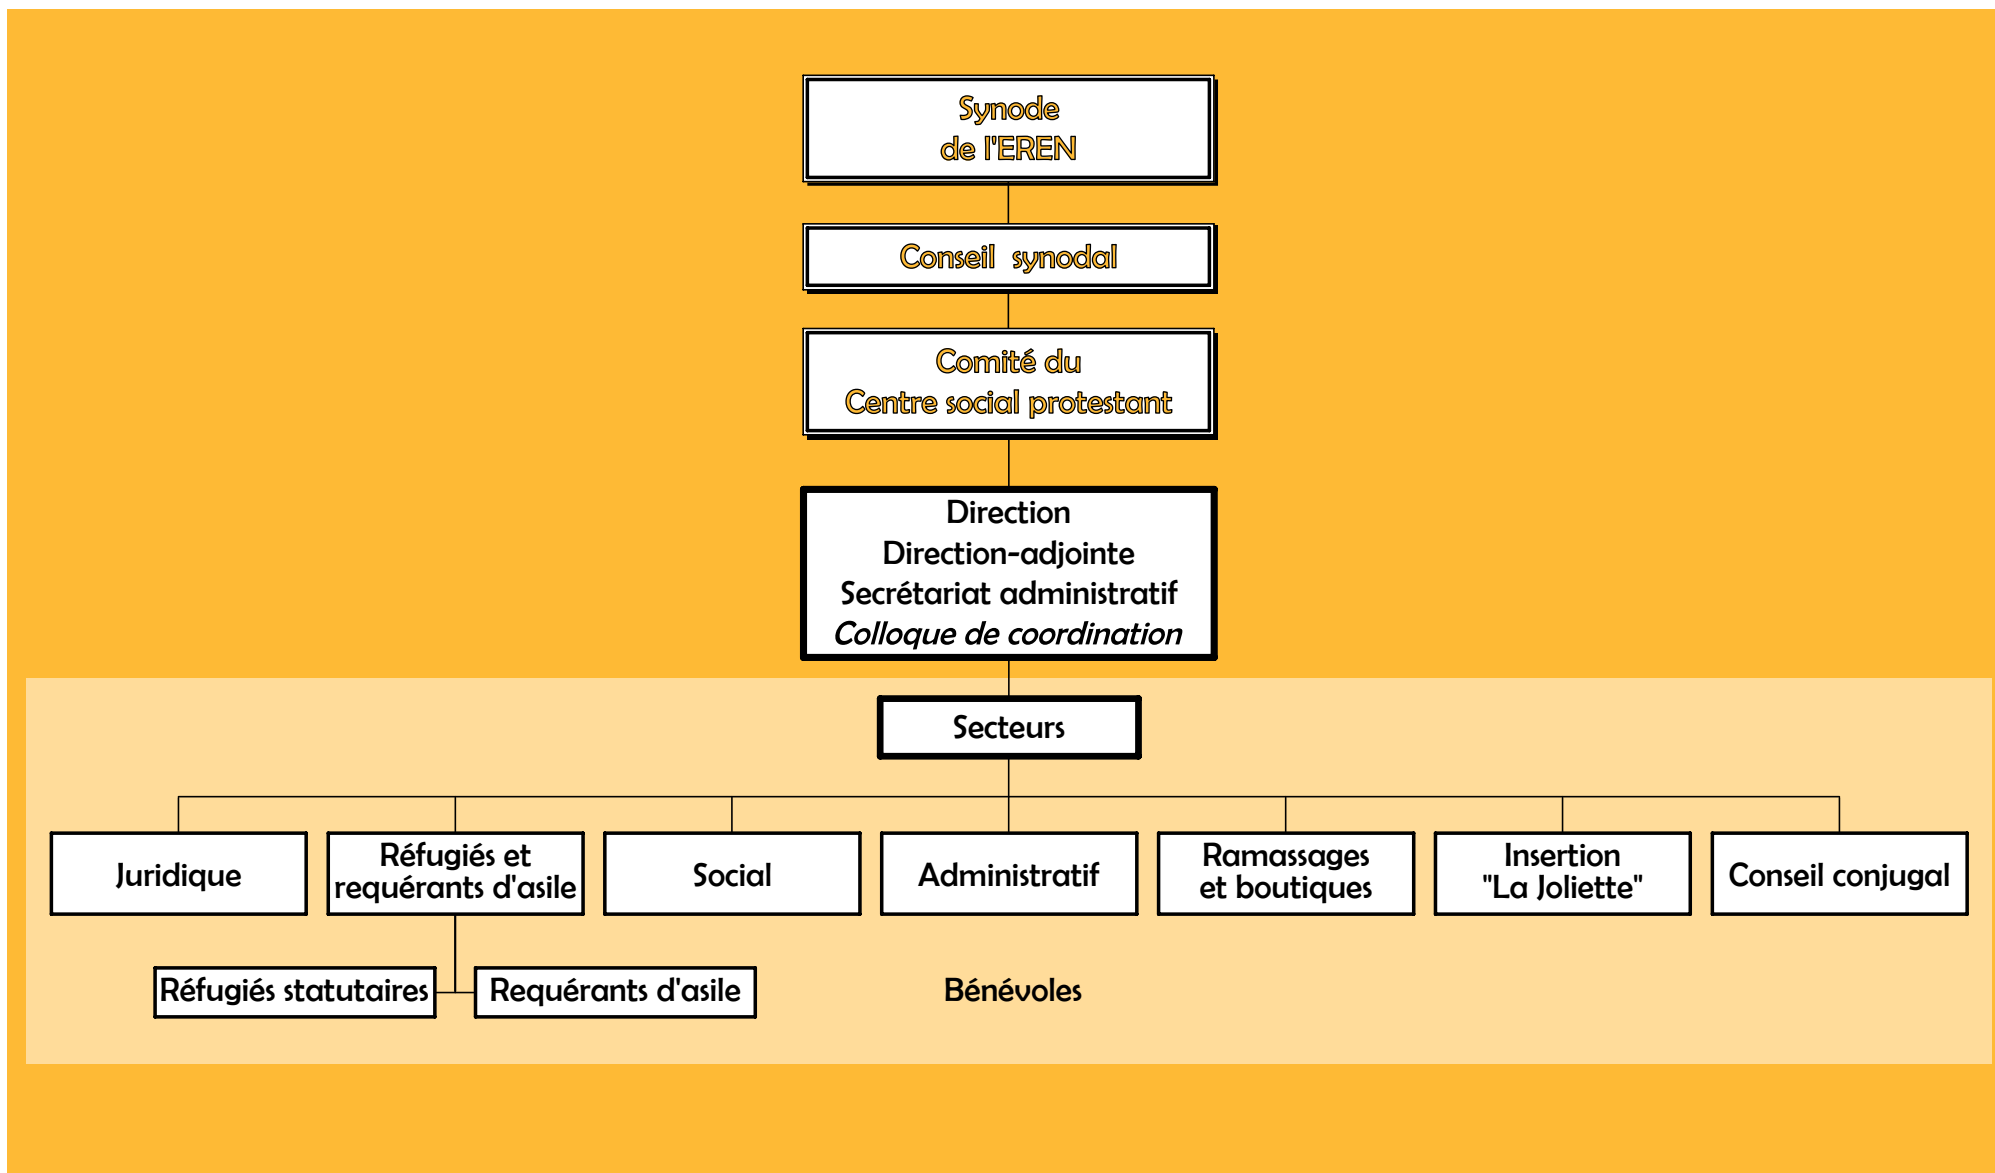 Synode
de l'EREN
Conseil synodal
Comité du
Centre social protestant
Direction
Direction-adjointe
Secrétariat administratif
Colloque de coordination
Secteurs
Juridique
Réfugiés et
requérants d'asile
Social
Administratif
Ramassages
et boutiques
Insertion
"La Joliette"
Conseil conjugal
Réfugiés statutaires
Requérants d'asile
Bénévoles